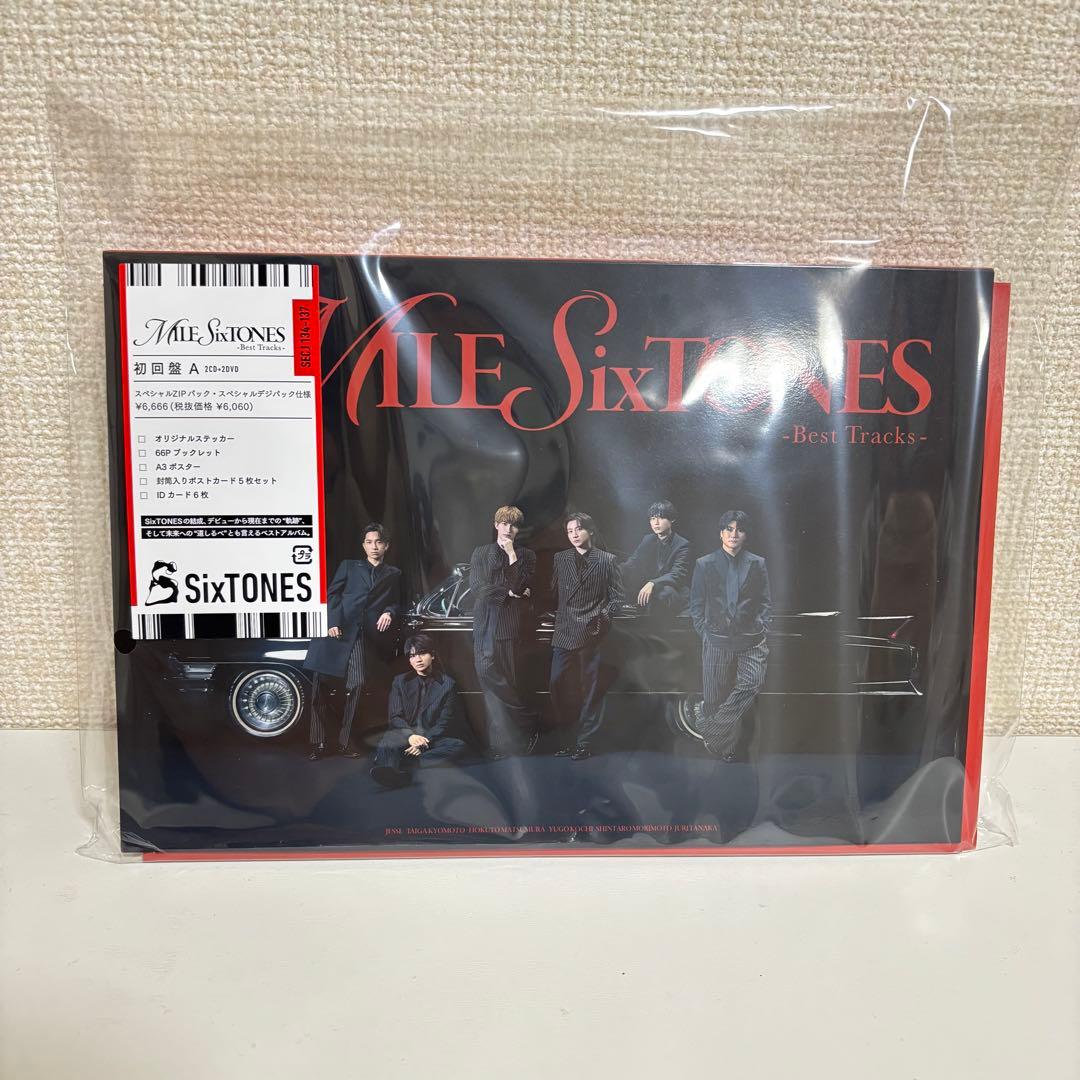 MILE SixTONES
-Best Tracks-
SECJ 134-137
初回盤 A 2CD+2DVD
スペシャルZIPパック・スペシャルデジパック仕様
¥6,666(税抜価格 ¥6,060)
□ オリジナルステッカー
□ 66P ブックレット
□ A3 ポスター
□ 封筒入りポストカード5枚セット
□ IDカード6枚
SixTONESの結成、デビューから現在までの“軌跡”、
そして未来への“道しるべ”とも言えるベストアルバム。
プラ
SixTONES
MILE SixTONES
-Best Tracks-
JESSE TAIGA KYOMOTO HOKUTO MATSUMURA YUGO KOCHI SHINTARO MORIMOTO JURI TANAKA